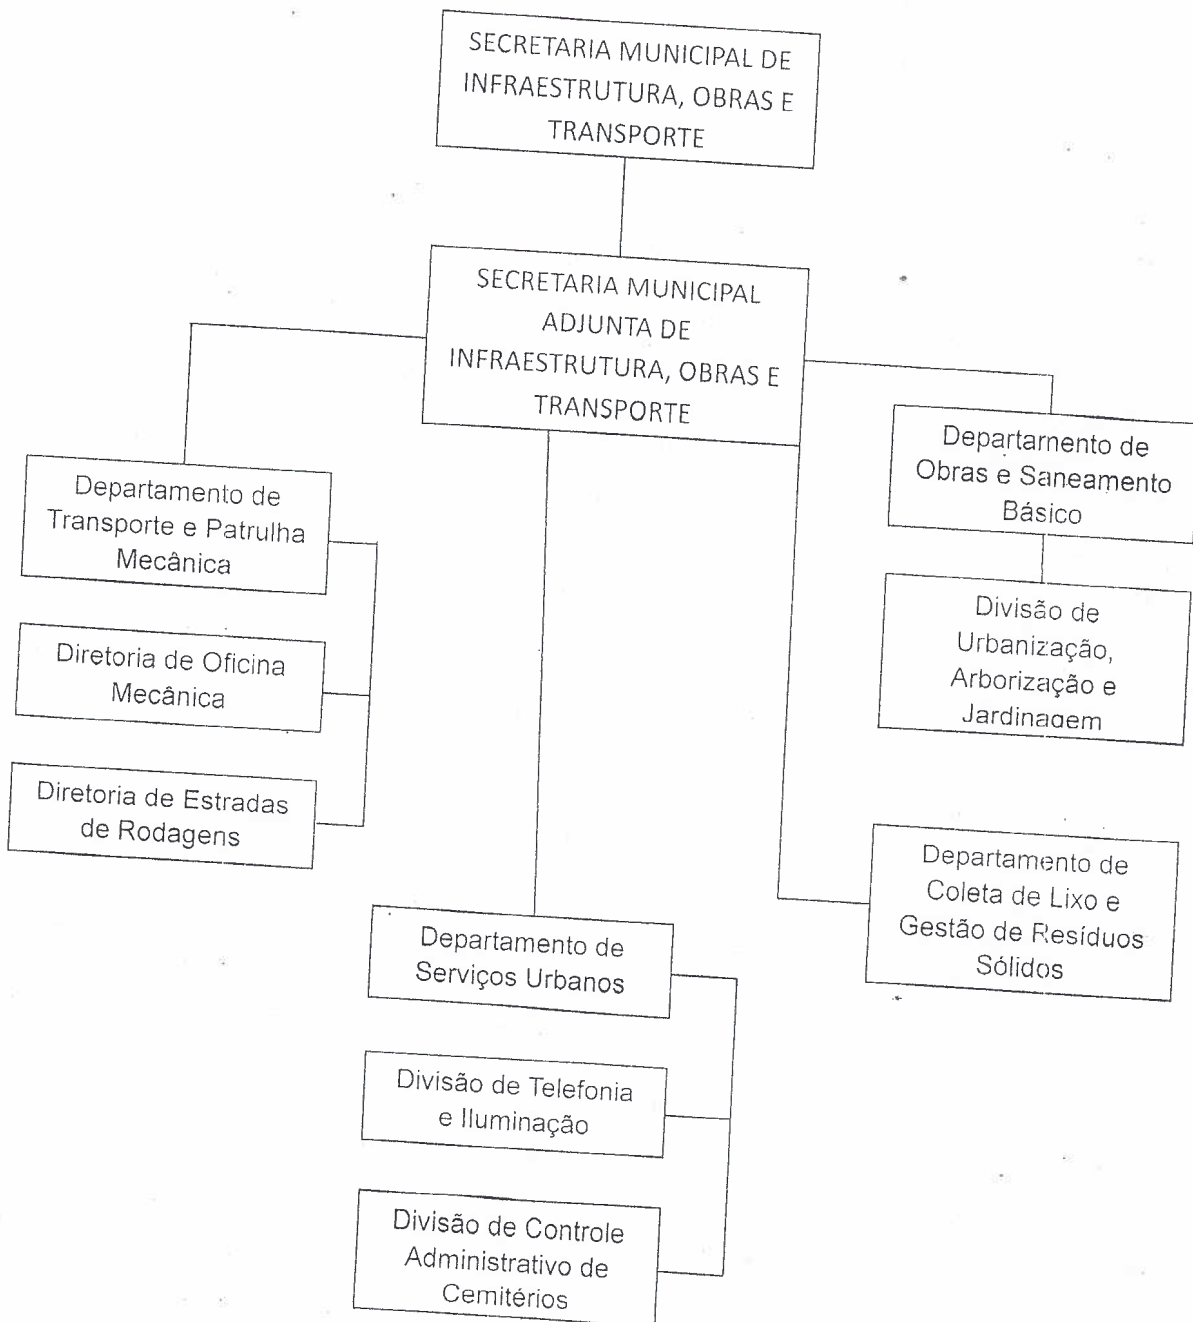 SECRETARIA MUNICIPAL DE
INFRAESTRUTURA, OBRAS E
TRANSPORTE
SECRETARIA MUNICIPAL
ADJUNTA DE
INFRAESTRUTURA, OBRAS E
TRANSPORTE
Departamento de
Transporte e Patrulha
Mecânica
Diretoria de Oficina
Mecânica
Diretoria de Estradas
de Rodagens
Departamento de
Serviços Urbanos
Divisão de Telefonia
e Iluminação
Divisão de Controle
Administrativo de
Cemitérios
Departamento de
Obras e Saneamento
Básico
Divisão de
Urbanização,
Arborização e
Jardinagem
Departamento de
Coleta de Lixo e
Gestão de Resíduos
Sólidos